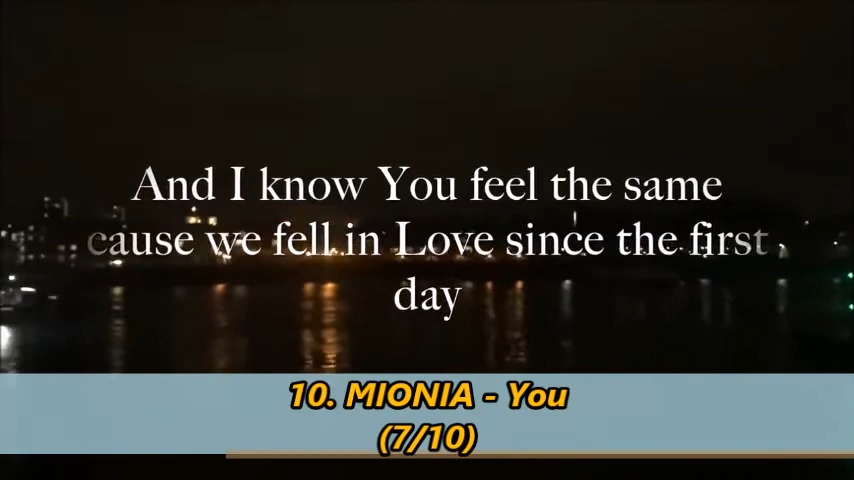 And I know You feel the same
cause we fell in Love since the first
day
10. MIONIA - You
(7/10)